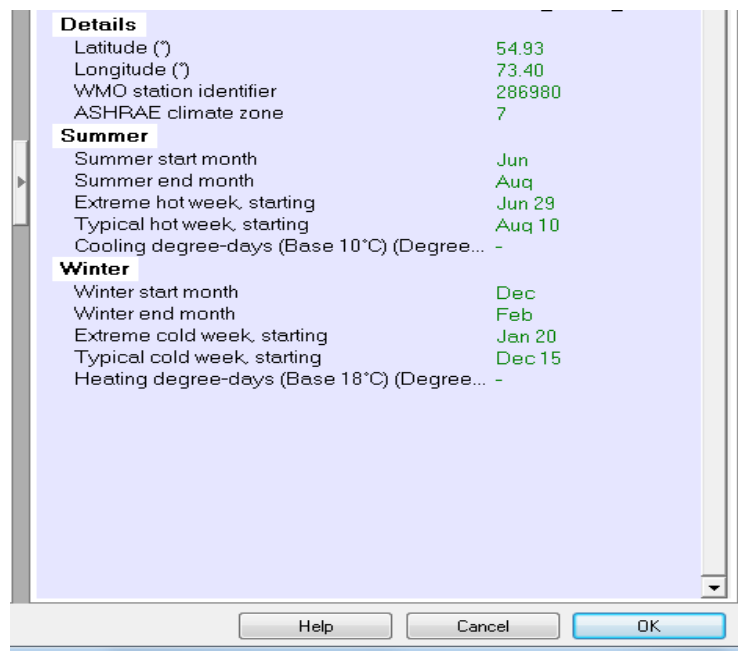 Details
Latitude (°) 54.93
Longitude (°) 73.40
WMO station identifier 286980
ASHRAE climate zone 7
Summer
Summer start month Jun
Summer end month Aug
Extreme hot week, starting Jun 29
Typical hot week, starting Aug 10
Cooling degree-days (Base 10°C) (Degree... -
Winter
Winter start month Dec
Winter end month Feb
Extreme cold week, starting Jan 20
Typical cold week, starting Dec 15
Heating degree-days (Base 18°C) (Degree... -
Help Cancel OK